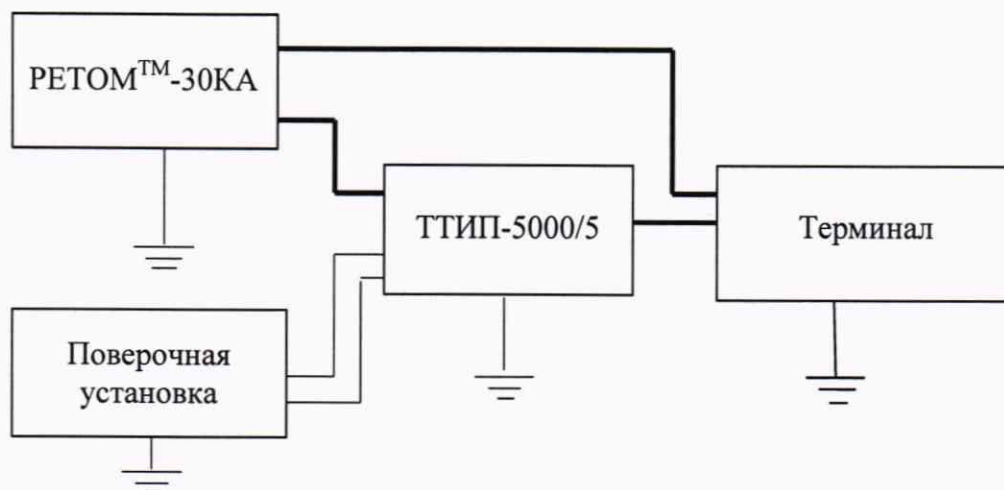 РЕТОМᵀᴹ-30КА
ТТИП-5000/5
Терминал
Поверочная
установка